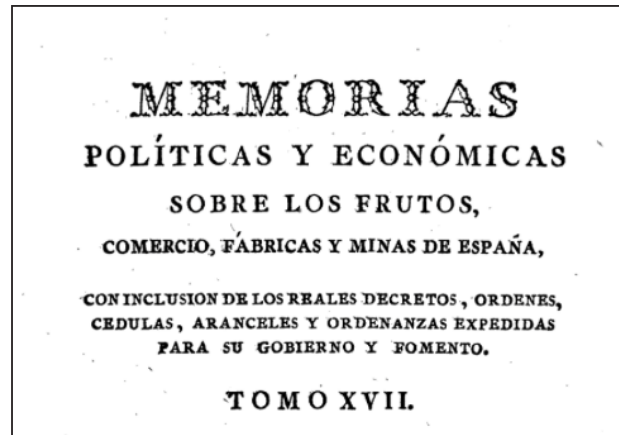 MEMORIAS
POLÍTICAS Y ECONÓMICAS
SOBRE LOS FRUTOS,
COMERCIO, FÁBRICAS Y MINAS DE ESPAÑA,
CON INCLUSION DE LOS REALES DECRETOS, ORDENES,
CEDULAS, ARANCELES Y ORDENANZAS EXPEDIDAS
PARA SU GOBIERNO Y FOMENTO.
TOMO XVII.